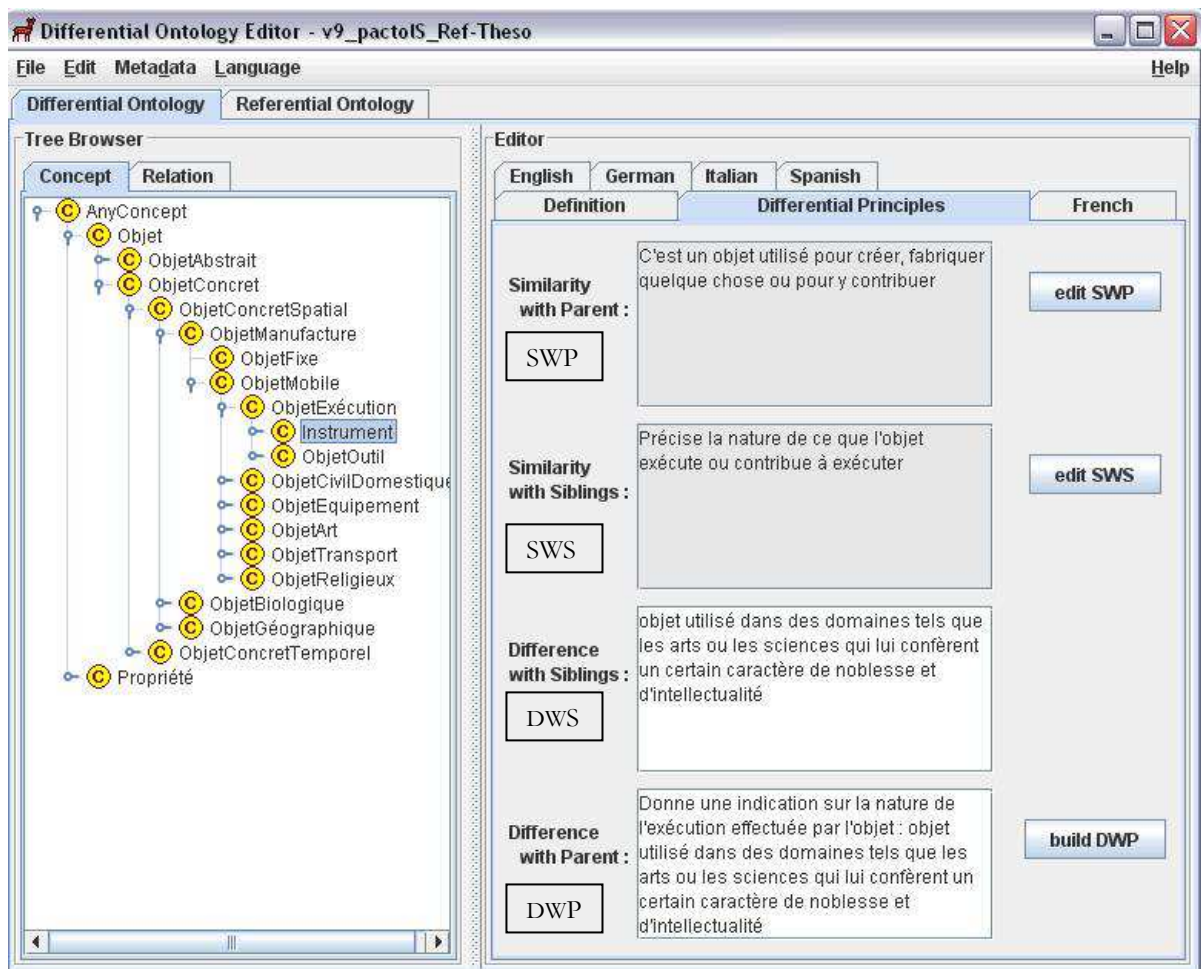 Differential Ontology Editor - v9_pactolS_Ref-Theso
File Edit Metadata Language Help
Differential Ontology Referential Ontology
Tree Browser
Concept Relation
C AnyConcept
C Objet
C ObjetAbstrait
C ObjetConcret
C ObjetConcretSpatial
C ObjetManufacture
C ObjetFixe
C ObjetMobile
C ObjetExécution
C Instrument
C ObjetOutil
C ObjetCivilDomestique
C ObjetEquipement
C ObjetArt
C ObjetTransport
C ObjetReligieux
C ObjetBiologique
C ObjetGéographique
C ObjetConcretTemporel
C Propriété
Editor
English German Italian Spanish
Definition Differential Principles French
Similarity
with Parent :
SWP
C'est un objet utilisé pour créer, fabriquer
quelque chose ou pour y contribuer
edit SWP
Similarity
with Siblings :
SWS
Précise la nature de ce que l'objet
exécute ou contribue à exécuter
edit SWS
Difference
with Siblings :
DWS
objet utilisé dans des domaines tels que
les arts ou les sciences qui lui confèrent
un certain caractère de noblesse et
d'intellectualité
Difference
with Parent :
DWP
Donne une indication sur la nature de
l'exécution effectuée par l'objet : objet
utilisé dans des domaines tels que les
arts ou les sciences qui lui confèrent un
certain caractère de noblesse et
d'intellectualité
build DWP